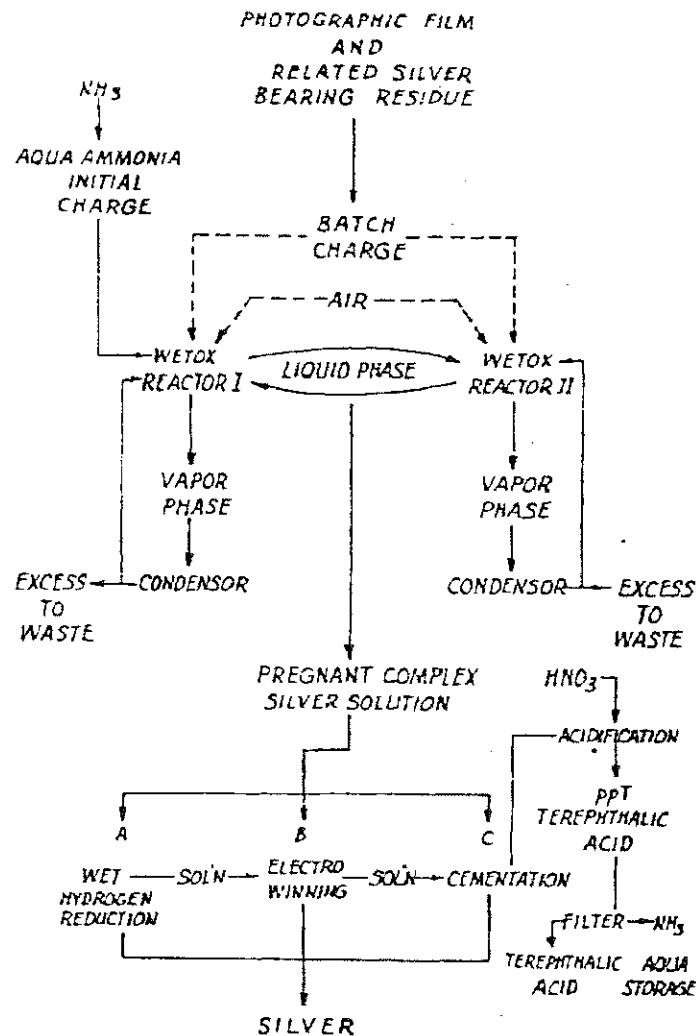 PHOTOGRAPHIC FILM
AND
RELATED SILVER
BEARING RESIDUE
NH3
AQUA AMMONIA
INITIAL
CHARGE
BATCH
CHARGE
AIR
WETOX
REACTOR I
LIQUID PHASE
WETOX
REACTOR II
VAPOR
PHASE
VAPOR
PHASE
EXCESS
TO
WASTE
CONDENSOR
CONDENSOR
EXCESS
TO
WASTE
PREGNANT COMPLEX
SILVER SOLUTION
HNO3
ACIDIFICATION
PPT
TEREPHTHALIC
ACID
A
B
C
WET
HYDROGEN
REDUCTION
SOL'N
ELECTRO
WINNING
SOL'N
CEMENTATION
FILTER
NH3
TEREPHTHALIC
ACID
AQUA
STORAGE
SILVER